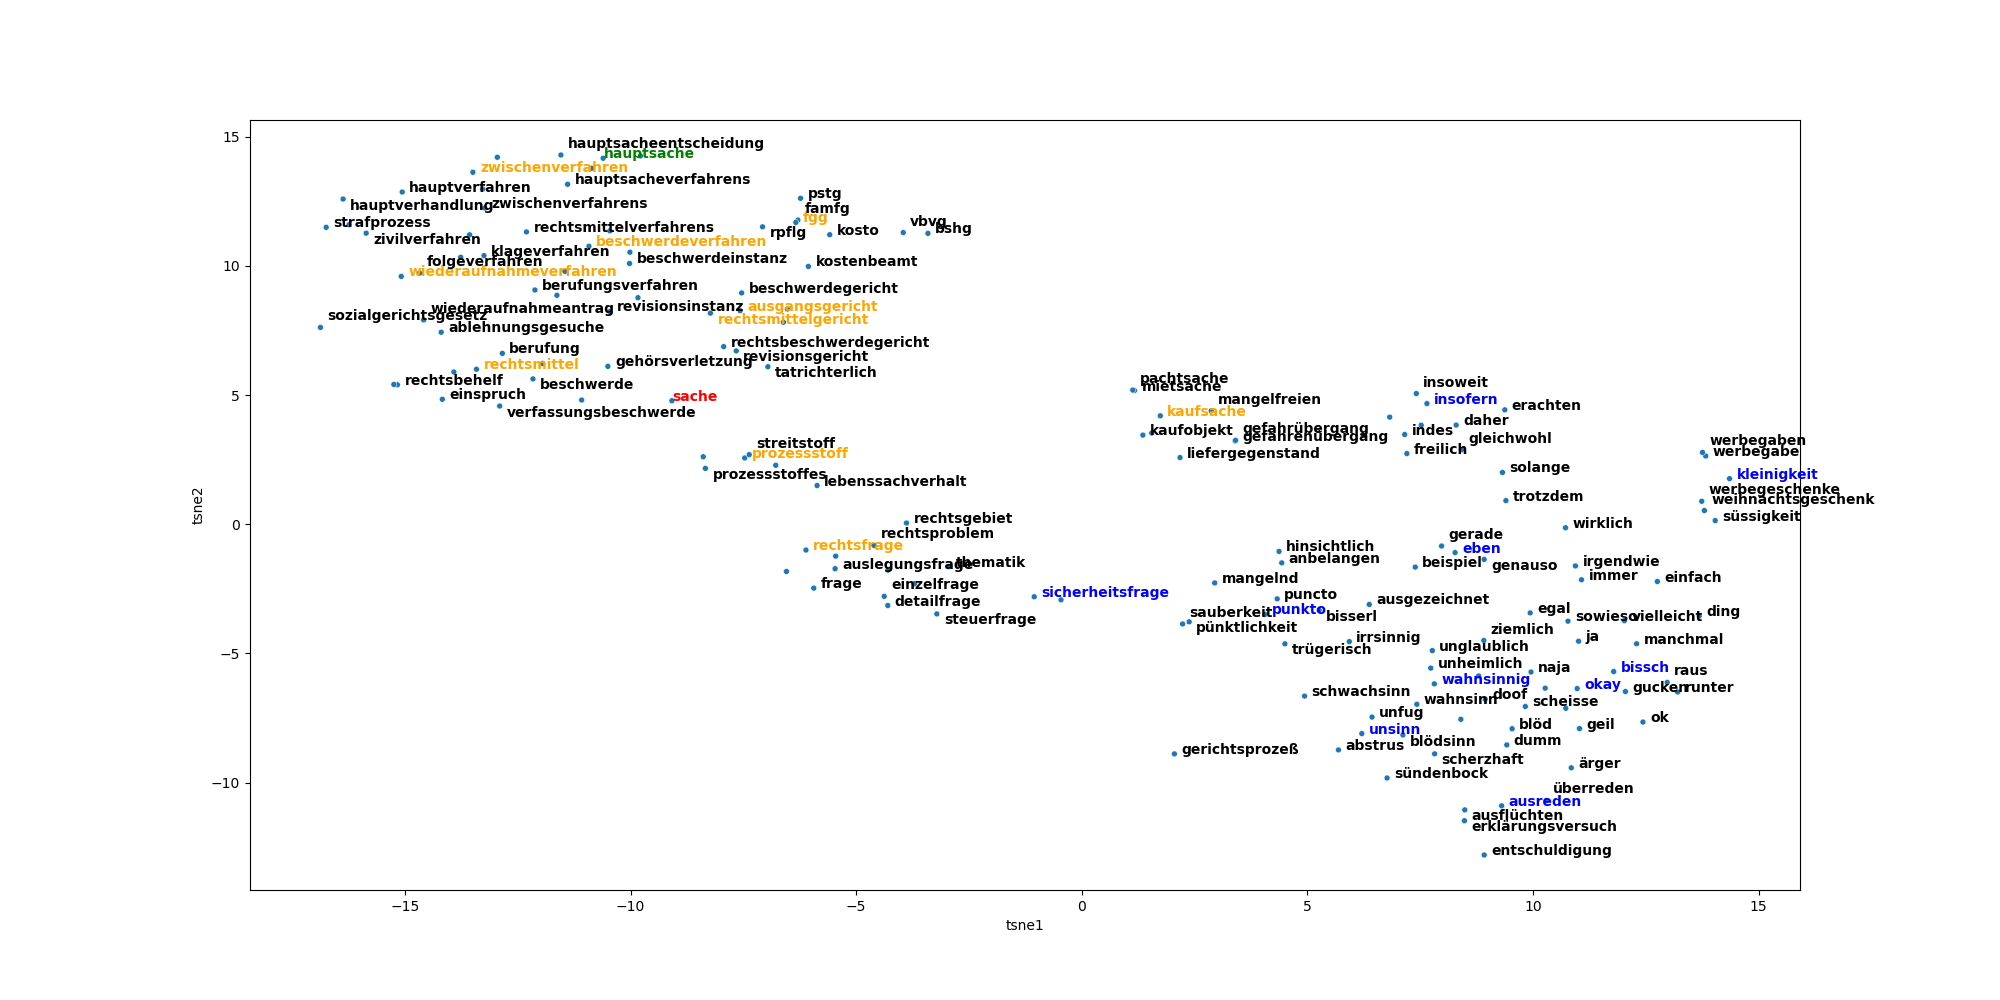 hauptsacheentscheidung
hauptsache
zwischenverfahren
hauptsacheverfahrens
hauptverfahren
pstg
hauptverhandlung
zwischenverfahrens
famfg
fgg
strafprozess
rechtsmittelverfahrens
rpflg
kosto
vbvg
bshg
zivilverfahren
beschwerdeverfahren
klageverfahren
beschwerdeinstanz
kostenbeamt
folgeverfahren
wiederaufnahmeverfahren
berufungsverfahren
beschwerdegericht
wiederaufnahmeantrag
revisionsinstanz
ausgangsgericht
sozialgerichtsgesetz
rechtsmittelgericht
ablehnungsgesuche
rechtsbeschwerdegericht
berufung
revisionsgericht
rechtsmittel
gehörsverletzung
tatrichterlich
rechtsbehelf
beschwerde
einspruch
sache
verfassungsbeschwerde
pachtsache
mietsache
mangelfreien
kaufsache
insoweit
insofern
erachten
kaufobjekt
gefahrübergang
gefahrenübergang
indes
daher
gleichwohl
liefergegenstand
freilich
streitstoff
prozessstoff
prozessstoffes
lebenssachverhalt
solange
trotzdem
werbegaben
werbegabe
kleinigkeit
werbegeschenke
weihnachtsgeschenk
süssigkeit
rechtsgebiet
rechtsproblem
rechtsfrage
auslegungsfrage
thematik
frage
einzelfrage
detailfrage
steuerfrage
sicherheitsfrage
wirklich
gerade
eben
hinsichtlich
anbelangen
beispiel
genauso
irgendwie
immer
einfach
mangelnd
puncto
ausgezeichnet
sauberkeit
punkto
bisserl
egal
sowieso
vielleicht
ding
pünktlichkeit
ziemlich
ja
manchmal
trügerisch
irrsinnig
unglaublich
unheimlich
naja
bissch
raus
wahnsinnig
okay
gucken
runter
schwachsinn
wahnsinn
doof
scheisse
unfug
ok
unsinn
blöd
geil
gerichtsprozeß
abstrus
blödsinn
dumm
scherzhaft
ärger
sündenbock
überreden
ausreden
ausflüchten
erklärungsversuch
entschuldigung
tsne2
15
10
5
0
−5
−10
−15
−10
−5
0
5
10
15
tsne1